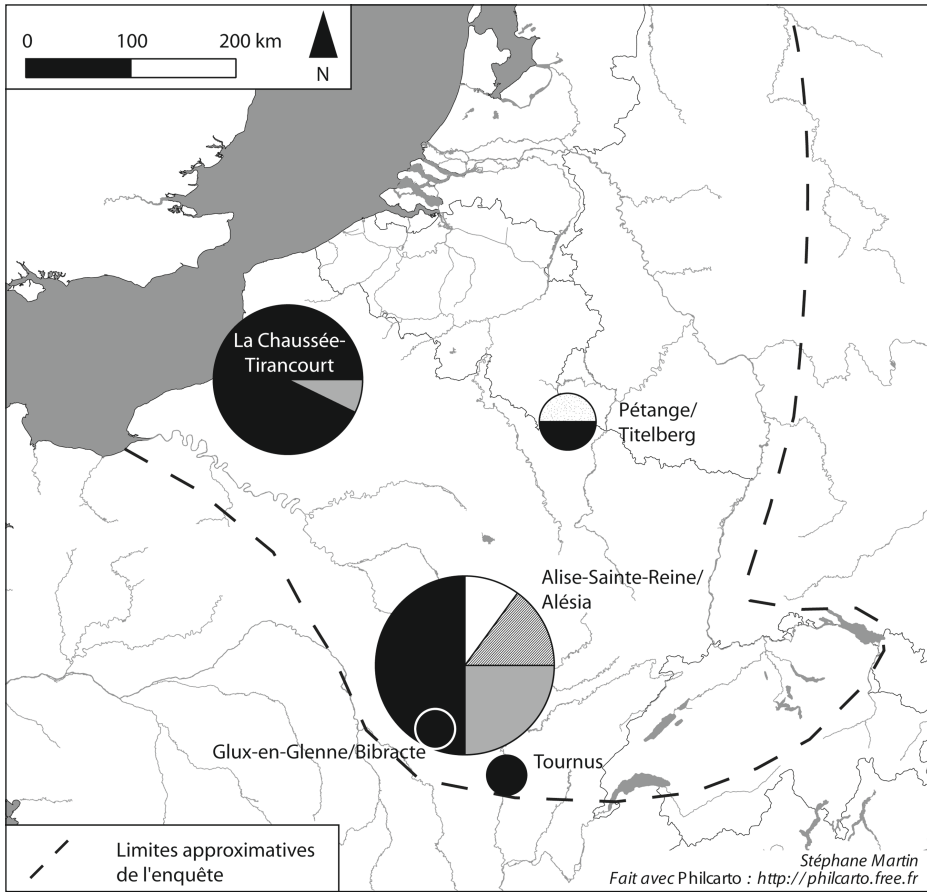 0 100 200 km
N
La Chaussée-
Tirancourt
Pétange/
Titelberg
Alise-Sainte-Reine/
Alésia
Glux-en-Glenne/Bibracte
Tournus
Limites approximatives
de l'enquête
Stéphane Martin
Fait avec Philcarto : http://philcarto.free.fr